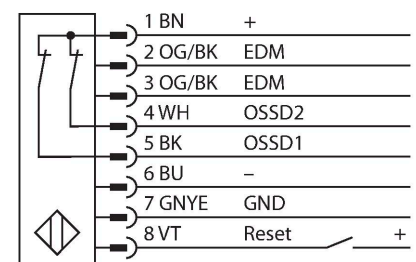 1 BN +
2 OG/BK EDM
3 OG/BK EDM
4 WH OSSD2
5 BK OSSD1
6 BU –
7 GNYE GND
8 VT Reset +